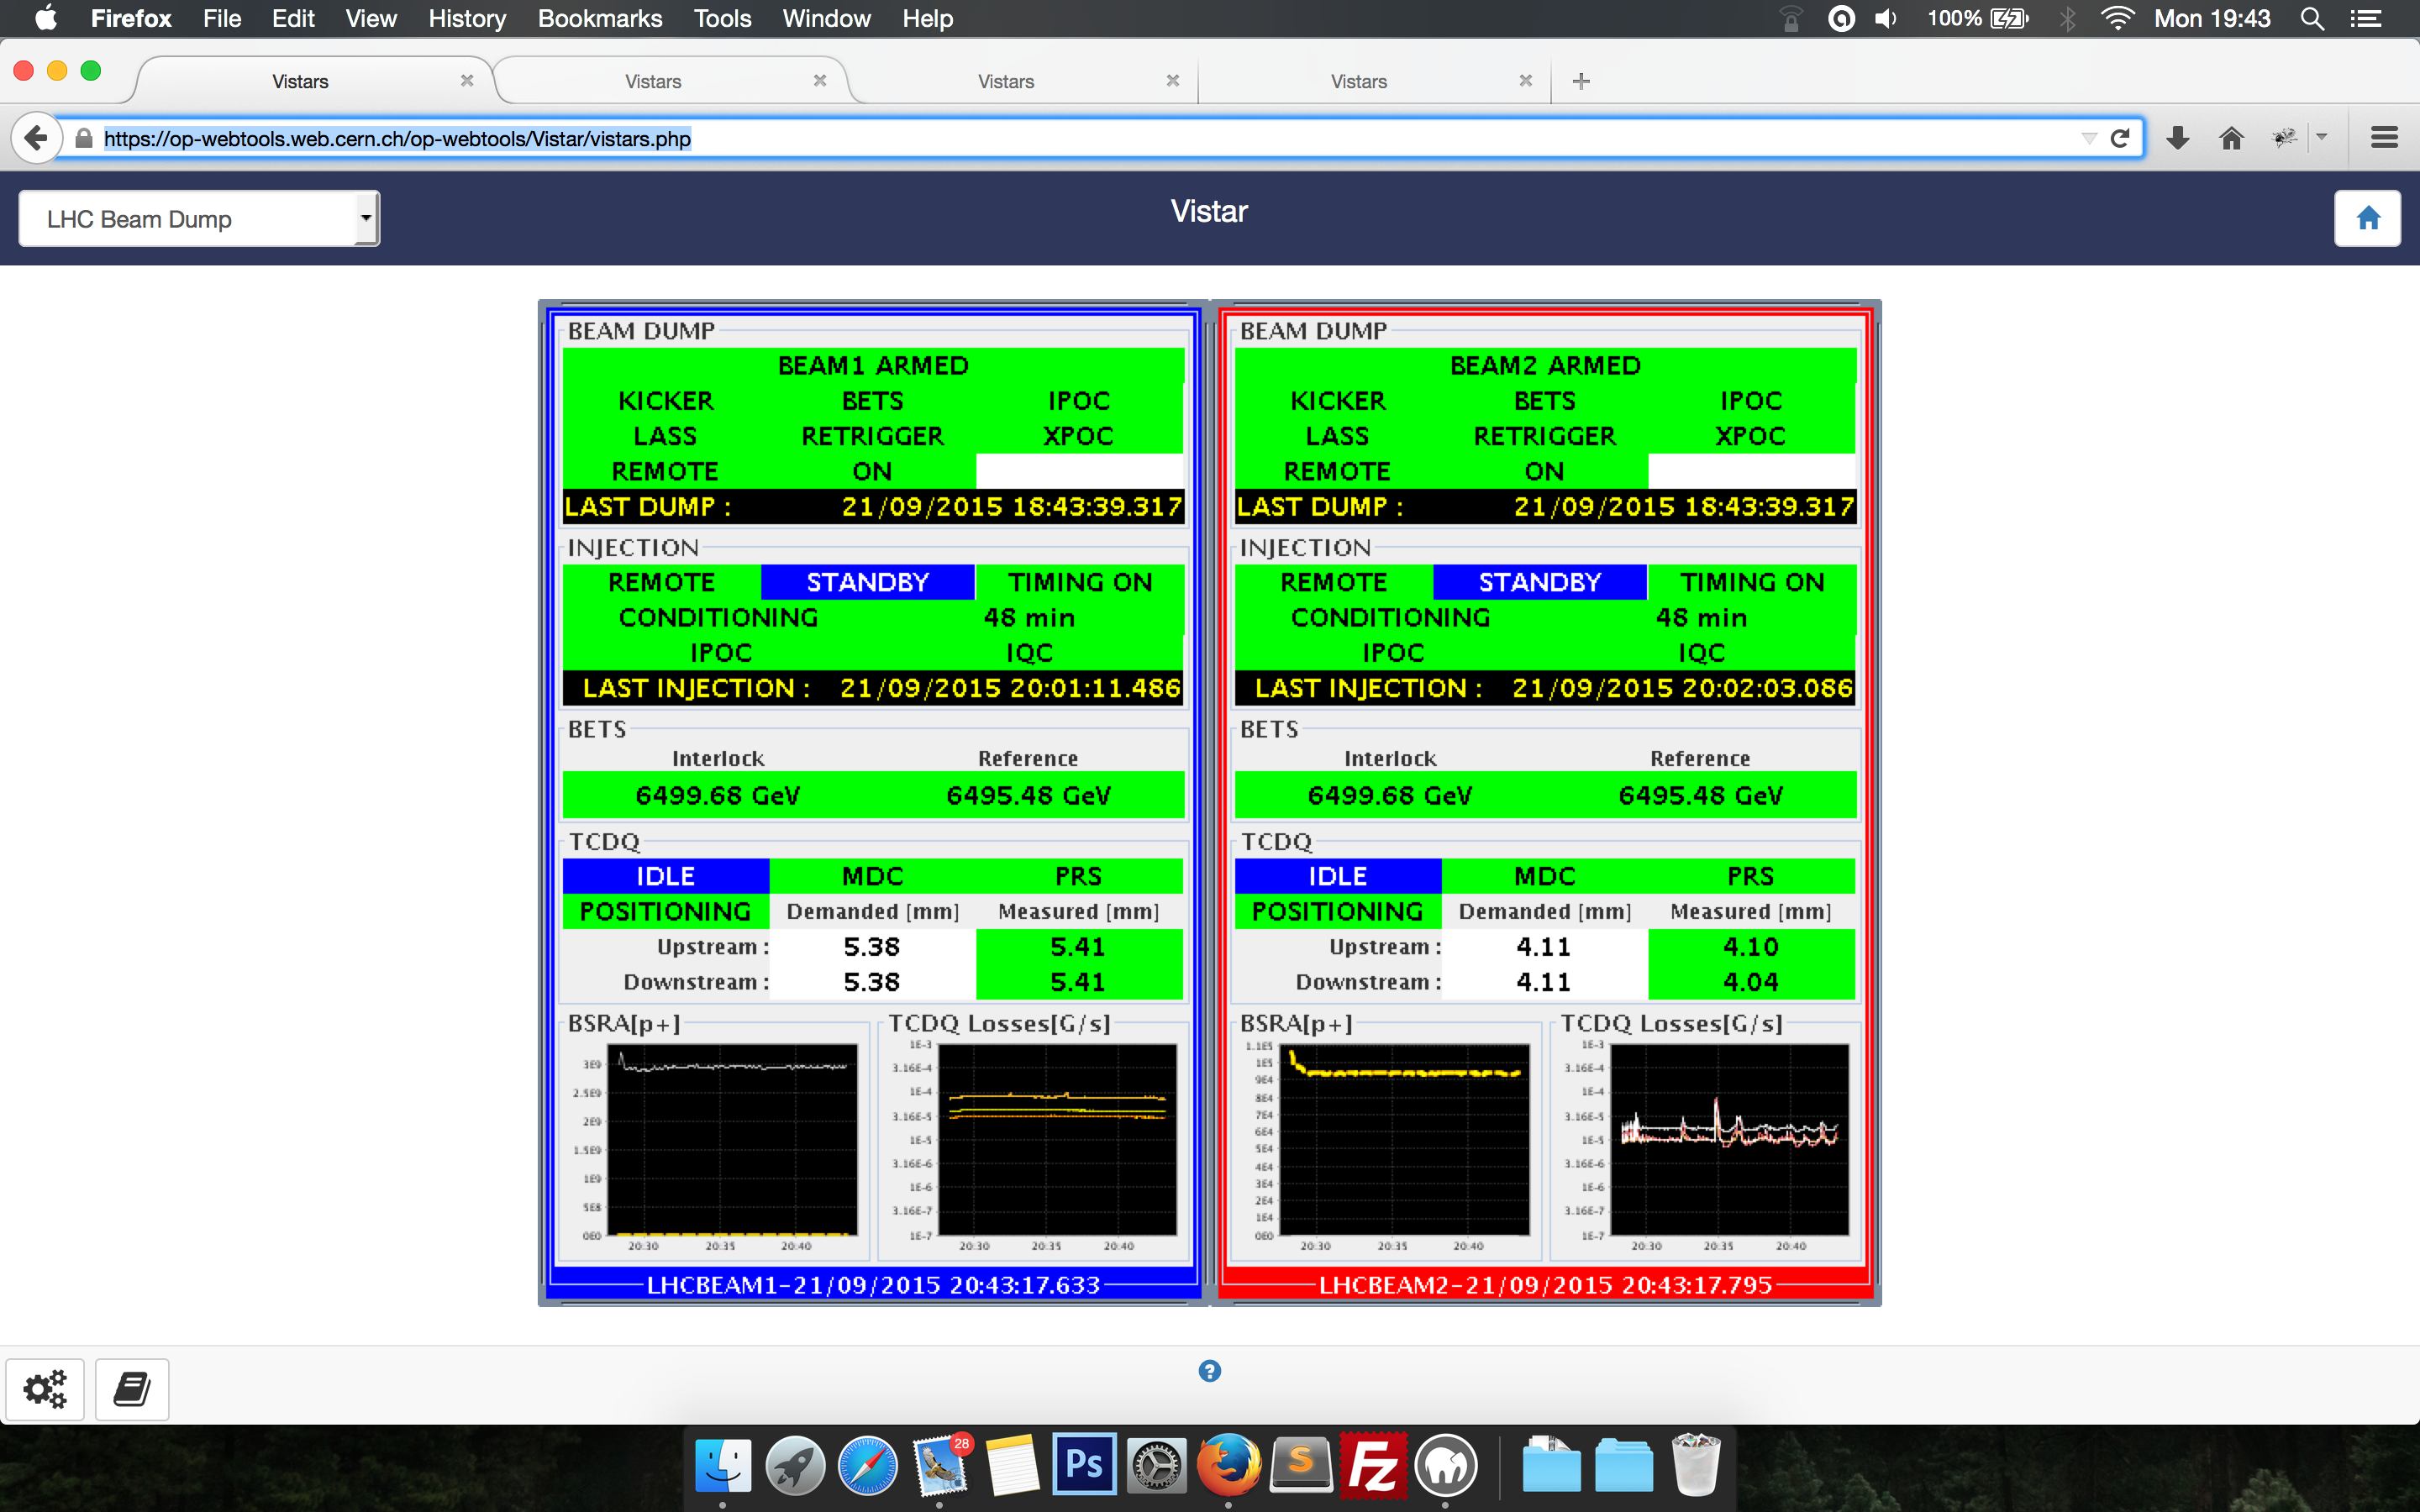 Firefox File Edit View History Bookmarks Tools Window Help 100% Mon 19:43
Vistars Vistars Vistars Vistars
https://op-webtools.web.cern.ch/op-webtools/Vistar/vistars.php
LHC Beam Dump Vistar
BEAM DUMP
BEAM1 ARMED
KICKER BETS IPOC
LASS RETRIGGER XPOC
REMOTE ON
LAST DUMP : 21/09/2015 18:43:39.317
INJECTION
REMOTE STANDBY TIMING ON
CONDITIONING 48 min
IPOC IQC
LAST INJECTION : 21/09/2015 20:01:11.486
BETS
Interlock Reference
6499.68 GeV 6495.48 GeV
TCDQ
IDLE MDC PRS
POSITIONING Demanded [mm] Measured [mm]
Upstream : 5.38 5.41
Downstream : 5.38 5.41
BSRA[p+]
3E9
2.5E9
2E9
1.5E9
1E9
5E8
0E0
20:30 20:35 20:40
TCDQ Losses[G/s]
1E-3
3.16E-4
1E-4
3.16E-5
1E-5
3.16E-6
1E-6
3.16E-7
1E-7
20:30 20:35 20:40
LHCBEAM1-21/09/2015 20:43:17.633
BEAM DUMP
BEAM2 ARMED
KICKER BETS IPOC
LASS RETRIGGER XPOC
REMOTE ON
LAST DUMP : 21/09/2015 18:43:39.317
INJECTION
REMOTE STANDBY TIMING ON
CONDITIONING 48 min
IPOC IQC
LAST INJECTION : 21/09/2015 20:02:03.086
BETS
Interlock Reference
6499.68 GeV 6495.48 GeV
TCDQ
IDLE MDC PRS
POSITIONING Demanded [mm] Measured [mm]
Upstream : 4.11 4.10
Downstream : 4.11 4.04
BSRA[p+]
1.1E5
1E5
9E4
8E4
7E4
6E4
5E4
4E4
3E4
2E4
1E4
0E0
20:30 20:35 20:40
TCDQ Losses[G/s]
1E-3
3.16E-4
1E-4
3.16E-5
1E-5
3.16E-6
1E-6
3.16E-7
1E-7
20:30 20:35 20:40
LHCBEAM2-21/09/2015 20:43:17.795
?
28
Ps
S
Fz